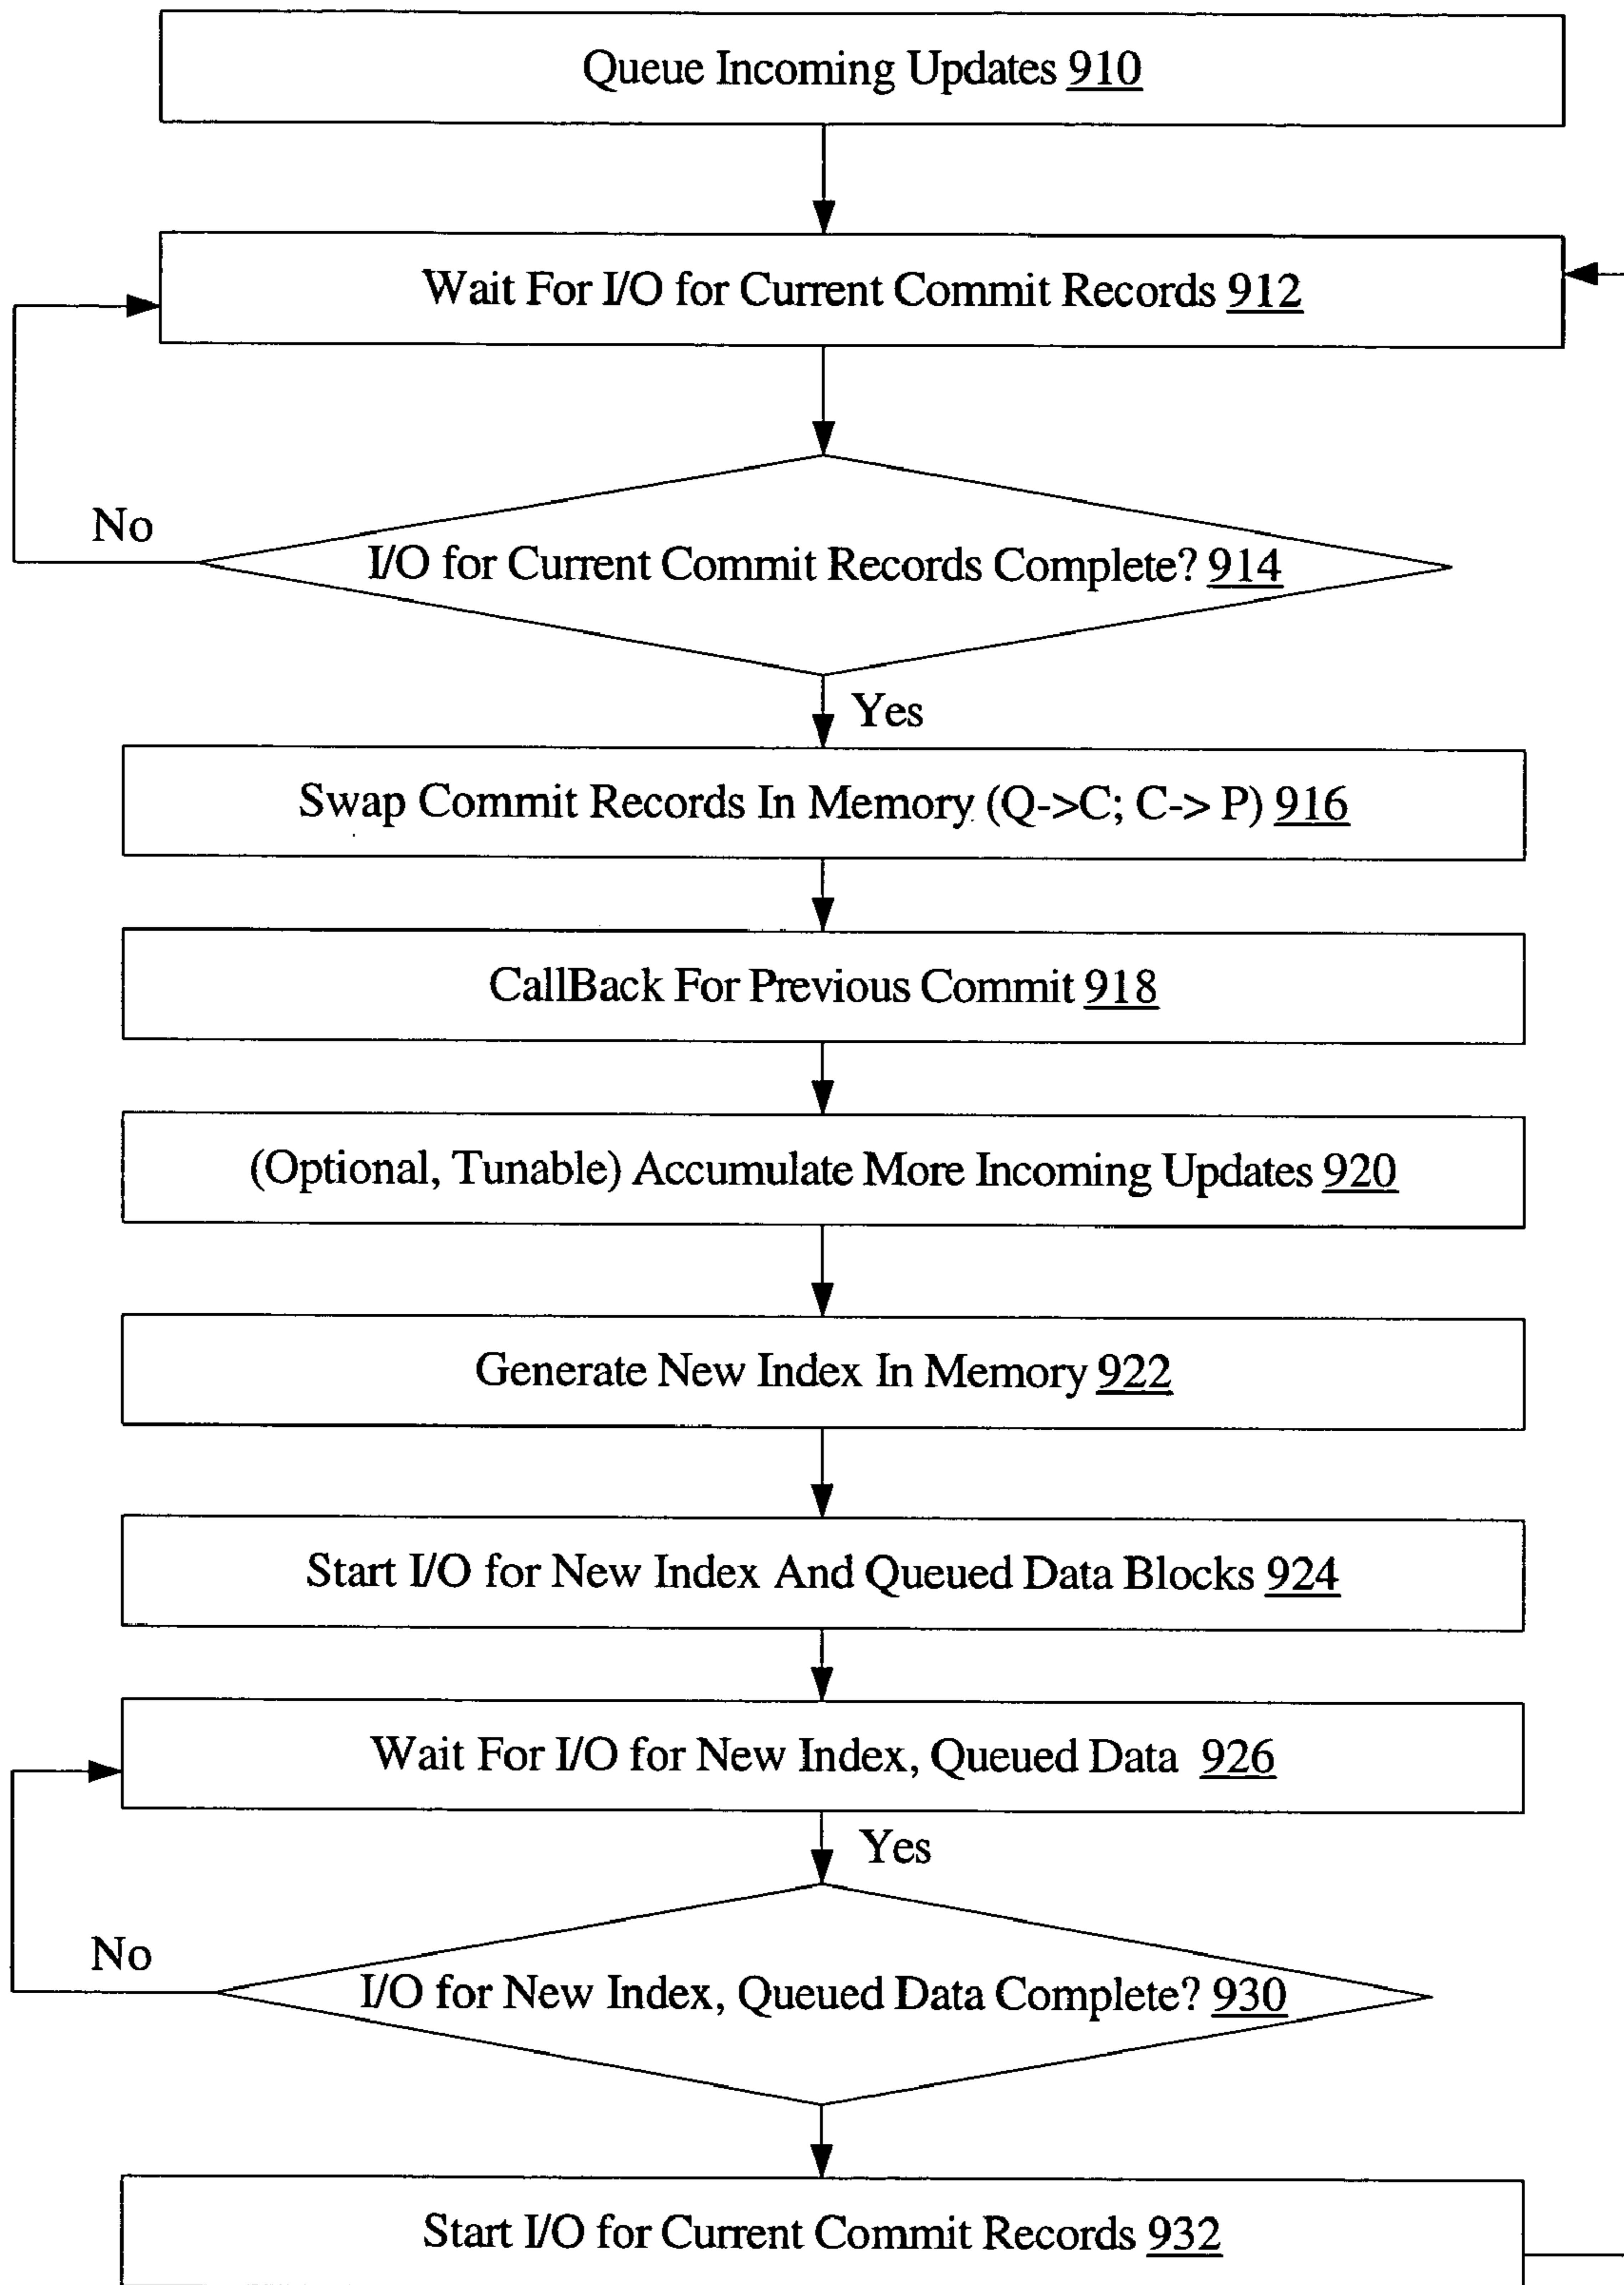 Queue Incoming Updates 910
Wait For I/O for Current Commit Records 912
No
I/O for Current Commit Records Complete? 914
Yes
Swap Commit Records In Memory (Q->C; C-> P) 916
CallBack For Previous Commit 918
(Optional, Tunable) Accumulate More Incoming Updates 920
Generate New Index In Memory 922
Start I/O for New Index And Queued Data Blocks 924
Wait For I/O for New Index, Queued Data 926
Yes
No
I/O for New Index, Queued Data Complete? 930
Start I/O for Current Commit Records 932